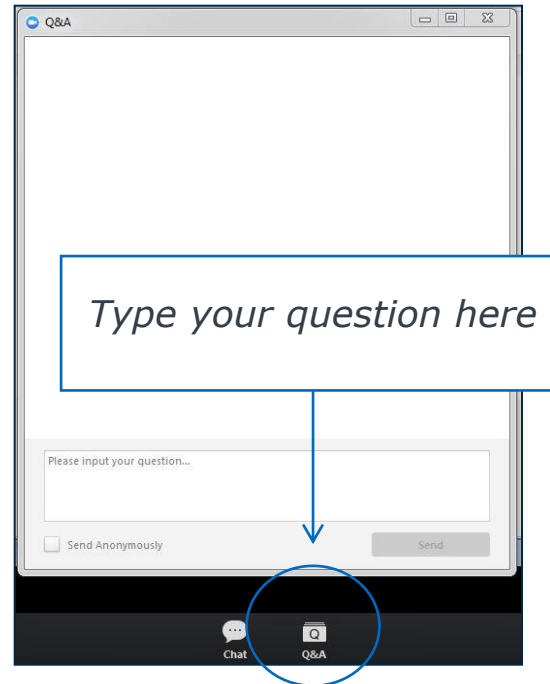 Q&A
Type your question here
Please input your question...
Send Anonymously
Send
Q
Chat
Q&A